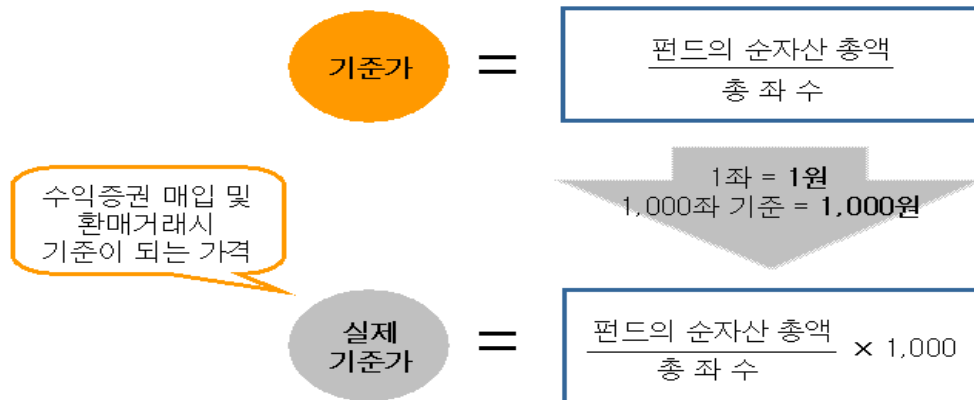 기준가 = 펀드의 순자산 총액
총 좌 수
1좌 = 1원
1,000좌 기준 = 1,000원
수익증권 매입 및
환매거래시
기준이 되는 가격
실제
기준가 = 펀드의 순자산 총액
총 좌 수
× 1,000